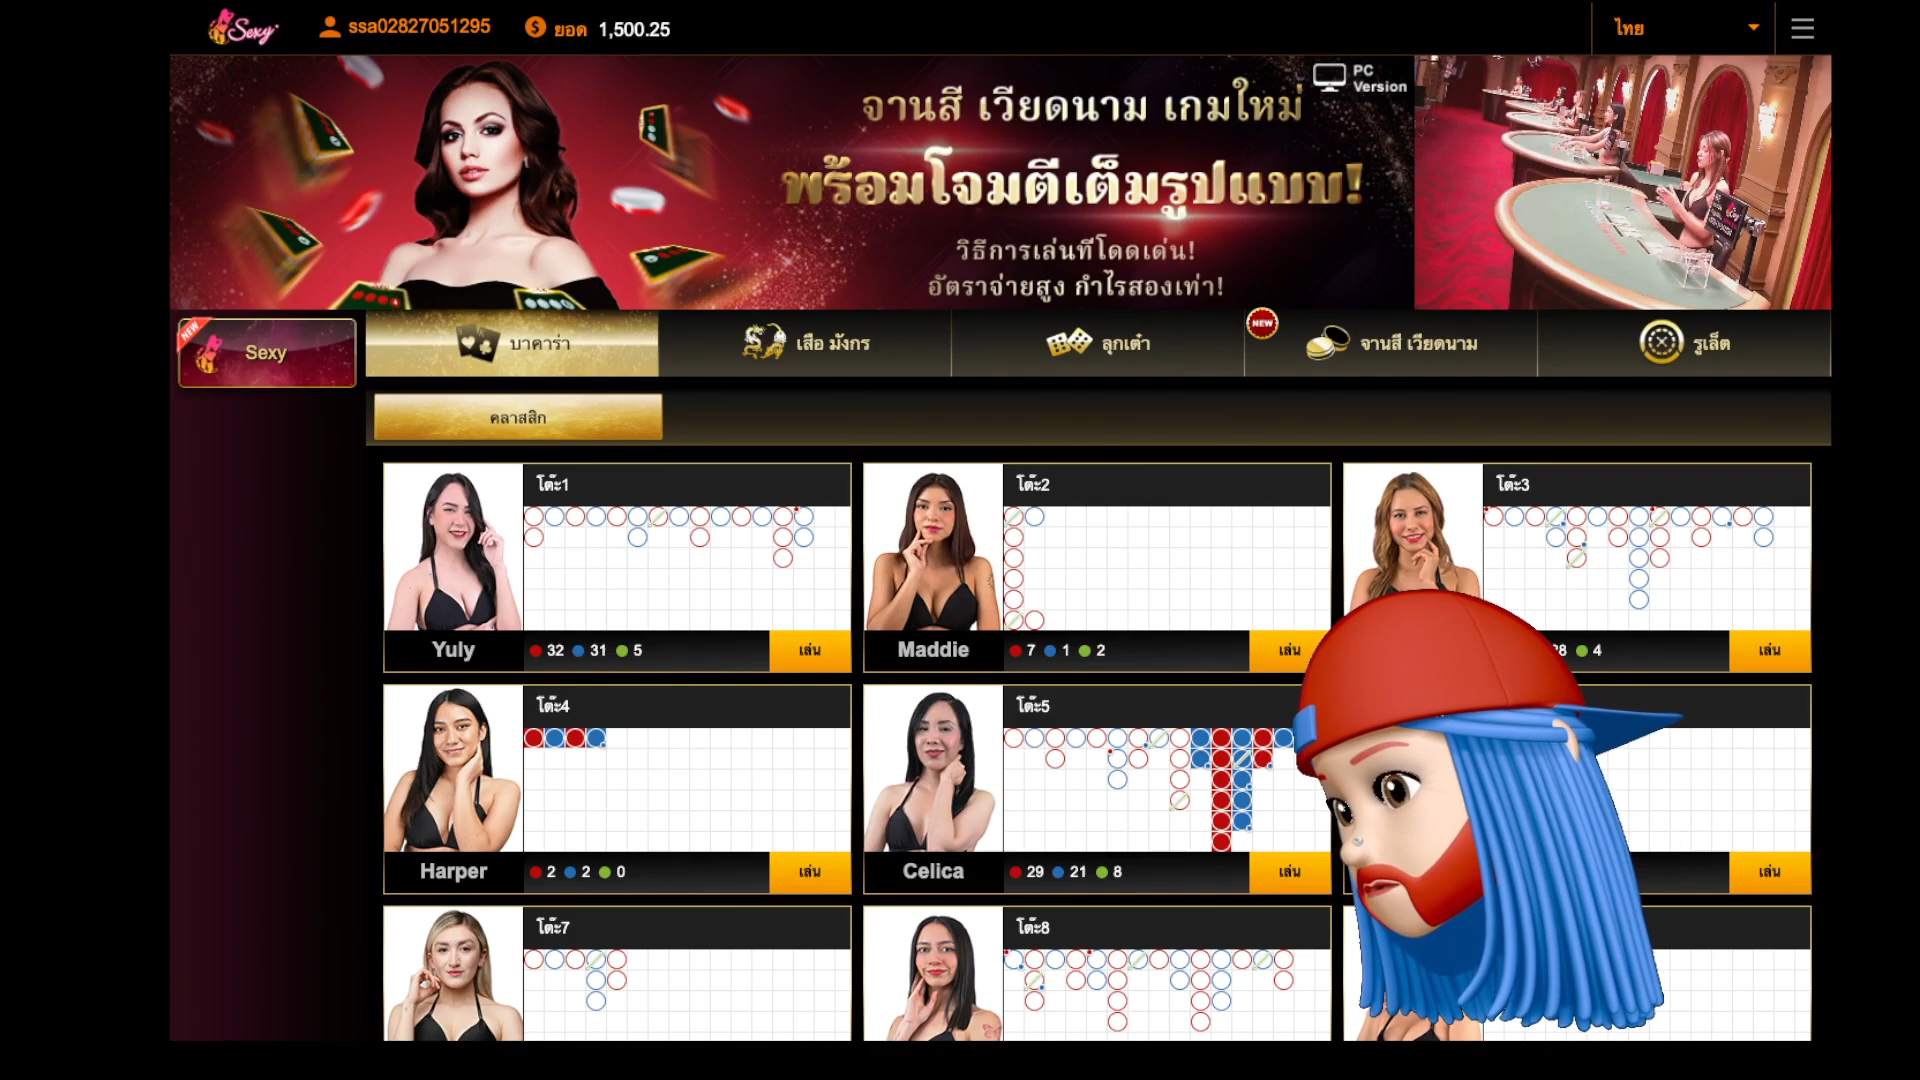 Sexy
ssa02827051295
ยอด 1,500.25
ไทย
PC
Version
จานสี เวียดนาม เกมใหม่
พร้อมโจมตีเต็มรูปแบบ!
วิธีการเล่นที่โดดเด่น!
อัตราจ่ายสูง กำไรสองเท่า!
NEW
Sexy
บาคาร่า
เสือ มังกร
ลูกเต๋า
NEW
จานสี เวียดนาม
รูเล็ต
คลาสสิก
โต๊ะ1
Yuly
32 31 5
เล่น
โต๊ะ2
Maddie
7 1 2
เล่น
โต๊ะ3
4
เล่น
โต๊ะ4
Harper
2 2 0
เล่น
โต๊ะ5
Celica
29 21 8
เล่น
เล่น
โต๊ะ7
โต๊ะ8